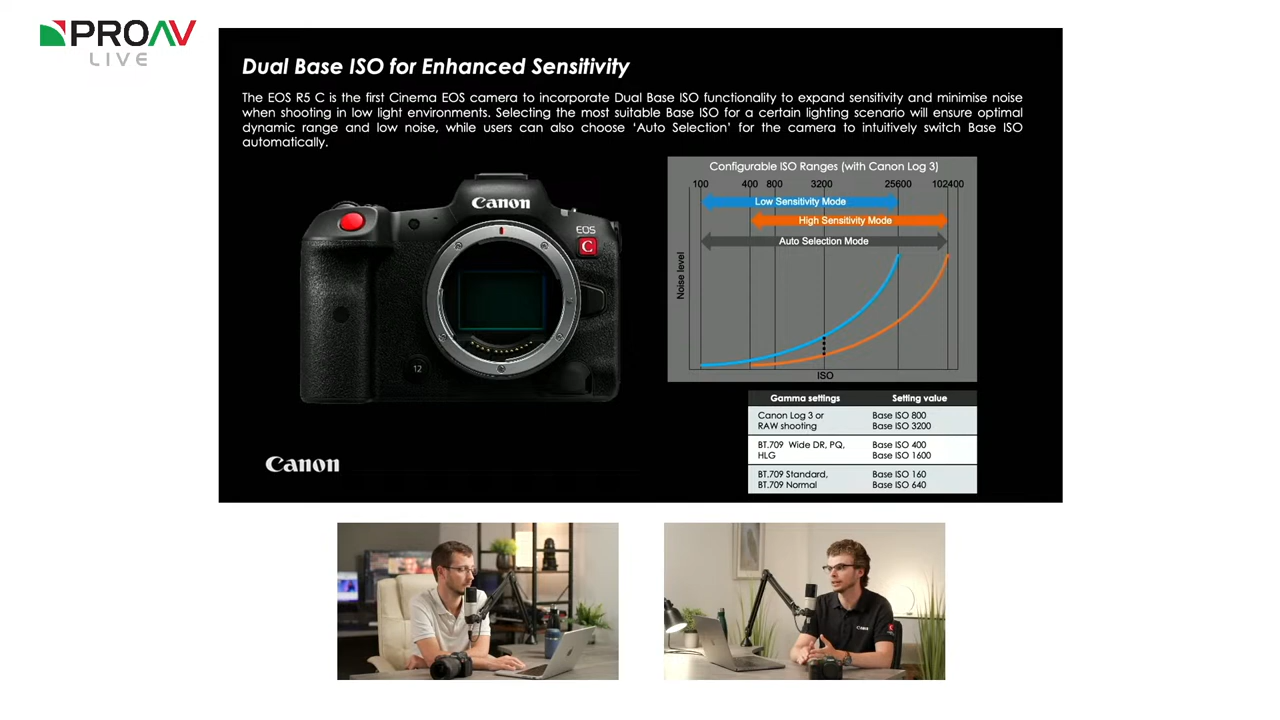 PROAV
LIVE
Dual Base ISO for Enhanced Sensitivity
The EOS R5 C is the first Cinema EOS camera to incorporate Dual Base ISO functionality to expand sensitivity and minimise noise
when shooting in low light environments. Selecting the most suitable Base ISO for a certain lighting scenario will ensure optimal
dynamic range and low noise, while users can also choose ‘Auto Selection’ for the camera to intuitively switch Base ISO
automatically.
Canon
EOS
C
12
Canon
Configurable ISO Ranges (with Canon Log 3)
100 400 800 3200 25600 102400
Low Sensitivity Mode
High Sensitivity Mode
Auto Selection Mode
Noise level
ISO
Gamma settings Setting value
Canon Log 3 or Base ISO 800
RAW shooting Base ISO 3200
BT.709 Wide DR, PQ, Base ISO 400
HLG Base ISO 1600
BT.709 Standard, Base ISO 160
BT.709 Normal Base ISO 640
Canon